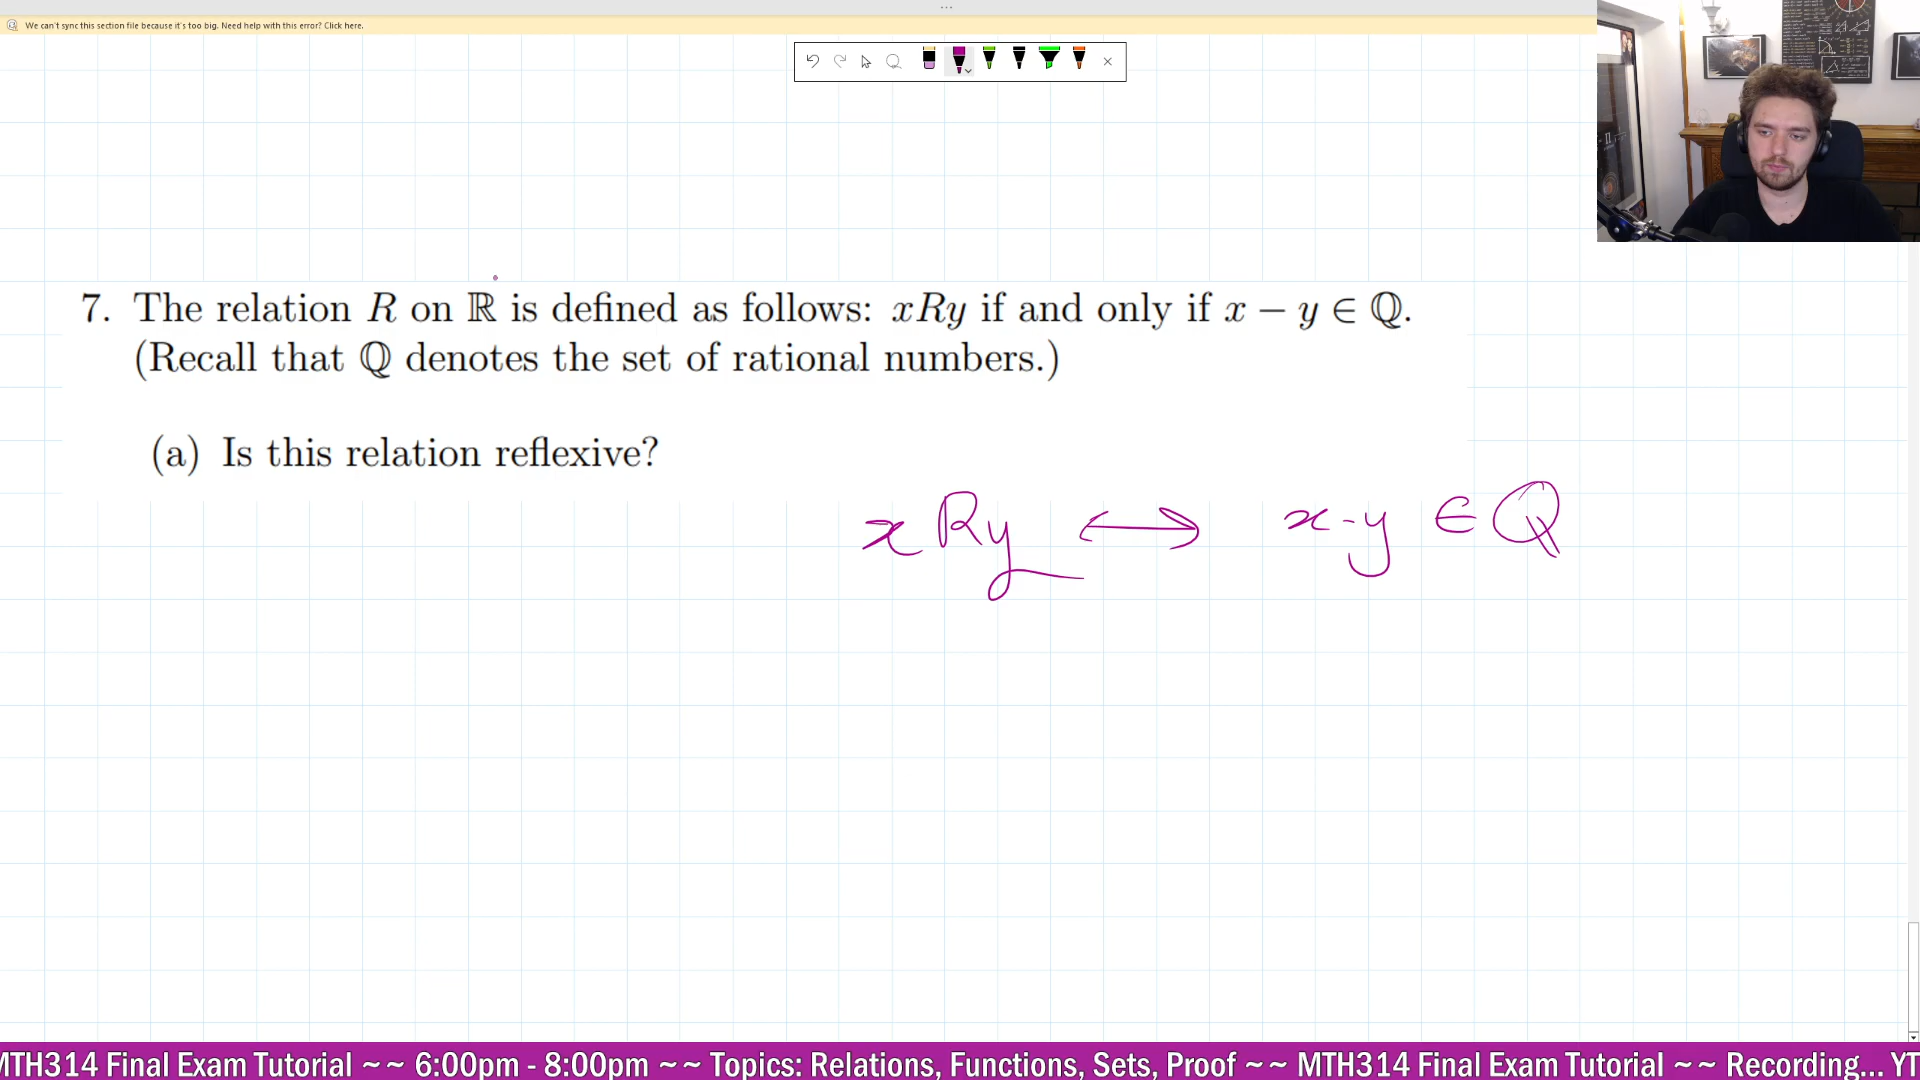 We can't sync this section file because it's too big. Need help with this error? Click here.
7. The relation R on ℝ is defined as follows: xRy if and only if x − y ∈ ℚ.
(Recall that ℚ denotes the set of rational numbers.)
(a) Is this relation reflexive?
x R y ↔ x - y ∈ ℚ
MTH314 Final Exam Tutorial ~~ 6:00pm - 8:00pm ~~ Topics: Relations, Functions, Sets, Proof ~~ MTH314 Final Exam Tutorial ~~ Recording... YT